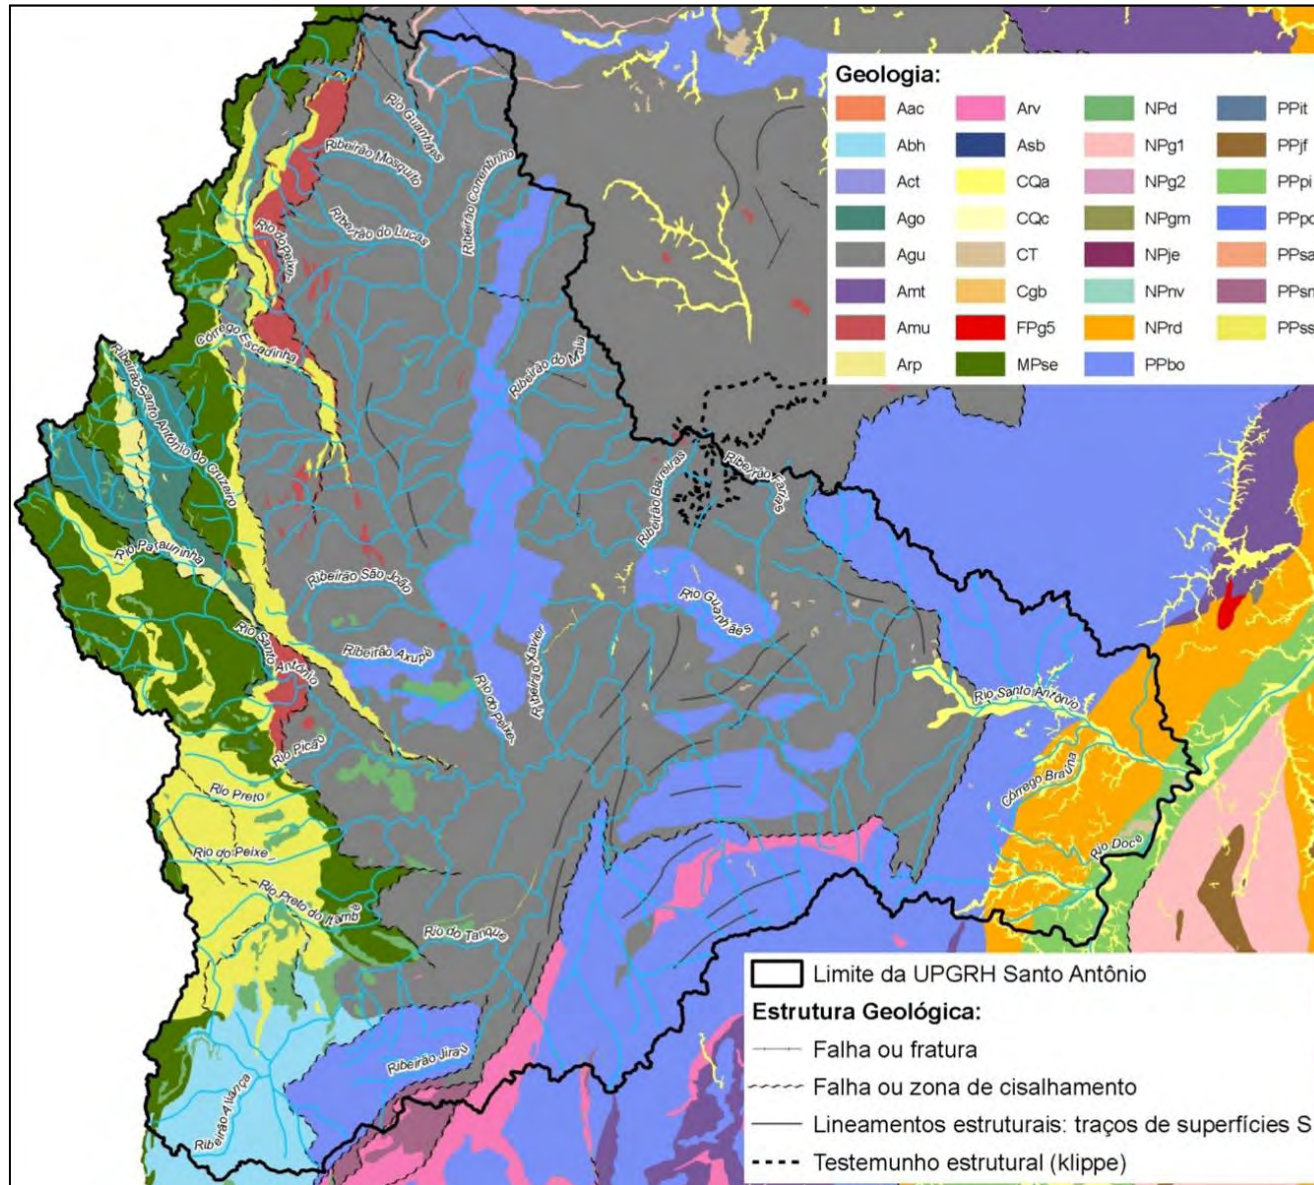 Geologia:
Aac
Arv
NPd
PPit
Abh
Asb
NPg1
PPjf
Act
CQa
NPg2
PPpi
Ago
CQc
NPgm
Agu
CT
NPje
PPsa
Amt
Cgb
NPnv
Amu
FPg5
NPrd
PPss
Arp
MPse
PPbo
Rio Guanhães
Ribeirão Mosquito
Ribeirão Correntinho
Ribeirão do Lucas
Rio do Peixe
Córrego Escadinha
Ribeirão do Maia
Ribeirão Santo Antônio do Cruzeiro
Ribeirão Barreiras
Ribeirão Farias
Rio Parauninha
Ribeirão São João
Rio Guanhães
Rio Santo Antônio
Ribeirão Axupé
Ribeirão Xavier
Rio do Peixe
Rio Santo Antônio
Rio Picão
Rio Preto
Córrego Braúna
Rio do Peixe
Rio Doce
Rio Preto do Itambé
Rio do Tanque
Ribeirão Jirau
Ribeirão Aliança
Limite da UPGRH Santo Antônio
Estrutura Geológica:
Falha ou fratura
Falha ou zona de cisalhamento
Lineamentos estruturais: traços de superfícies S
Testemunho estrutural (klippe)